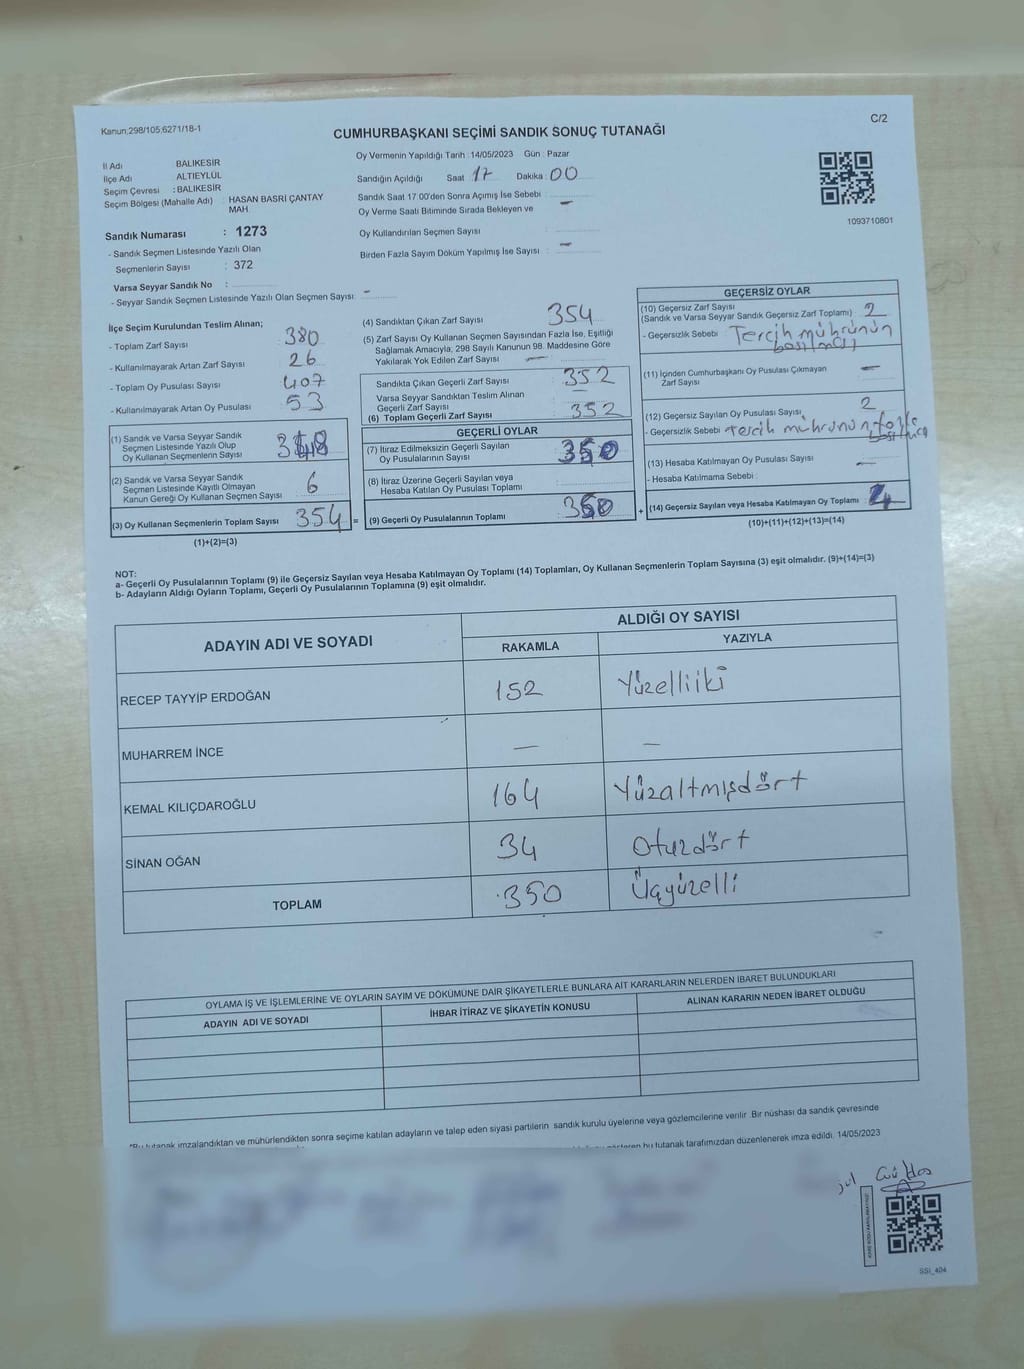 Kanun;298/105;6271/18-1
C/2
CUMHURBAŞKANI SEÇİMİ SANDIK SONUÇ TUTANAĞI
İl Adı BALIKESİR
İlçe Adı ALTIEYLÜL
Seçim Çevresi : BALIKESİR
Seçim Bölgesi (Mahalle Adı) : HASAN BASRİ ÇANTAY
MAH
Sandık Numarası : 1273
- Sandık Seçmen Listesinde Yazılı Olan
Seçmenlerin Sayısı : 372
Varsa Seyyar Sandık No :
- Seyyar Sandık Seçmen Listesinde Yazılı Olan Seçmen Sayısı: -
Oy Vermenin Yapıldığı Tarih : 14/05/2023 Gün : Pazar
Sandığın Açıldığı Saat 17 Dakika : 00
Sandık Saat 17 00'den Sonra Açımış İse Sebebi :
Oy Verme Saati Bitiminde Sırada Bekleyen ve -
Oy Kullandırılan Seçmen Sayısı :
Birden Fazla Sayım Döküm Yapılmış İse Sayısı : -
1093710801
İlçe Seçim Kurulundan Teslim Alınan;
- Toplam Zarf Sayısı : 380
- Kullanılmayarak Artan Zarf Sayısı : 26
- Toplam Oy Pusulası Sayısı : 407
- Kullanılmayarak Artan Oy Pusulası : 53
(1) Sandık ve Varsa Seyyar Sandık
Seçmen Listesinde Yazılı Olup
Oy Kullanan Seçmenlerin Sayısı : 348
(2) Sandık ve Varsa Seyyar Sandık
Seçmen Listesinde Kayıtlı Olmayan
Kanun Gereği Oy Kullanan Seçmen Sayısı : 6
(3) Oy Kullanan Seçmenlerin Toplam Sayısı : 354 =
(1)+(2)=(3)
(4) Sandıktan Çıkan Zarf Sayısı : 354
(5) Zarf Sayısı Oy Kullanan Seçmen Sayısından Fazla İse, Eşitliği
Sağlamak Amacıyla, 298 Sayılı Kanunun 98. Maddesine Göre
Yakılarak Yok Edilen Zarf Sayısı : -
Sandıkta Çıkan Geçerli Zarf Sayısı : 352
Varsa Seyyar Sandıktan Teslim Alınan
Geçerli Zarf Sayısı : -
(6) Toplam Geçerli Zarf Sayısı : 352
GEÇERLİ OYLAR
(7) İtiraz Edilmeksizin Geçerli Sayılan
Oy Pusulalarının Sayısı : 350
(8) İtiraz Üzerine Geçerli Sayılan veya
Hesaba Katılan Oy Pusulası Toplamı :
(9) Geçerli Oy Pusulalarının Toplamı : 350 +
GEÇERSİZ OYLAR
(10) Geçersiz Zarf Sayısı
(Sandık ve Varsa Seyyar Sandık Geçersiz Zarf Toplamı) : 2
- Geçersizlik Sebebi : Tercih mührünün
basılması
(11) İçinden Cumhurbaşkanı Oy Pusulası Çıkmayan
Zarf Sayısı : -
(12) Geçersiz Sayılan Oy Pusulası Sayısı : 2
- Geçersizlik Sebebi : Tercih mührünün fazla
(13) Hesaba Katılmayan Oy Pusulası Sayısı : -
- Hesaba Katılmama Sebebi :
(14) Geçersiz Sayılan veya Hesaba Katılmayan Oy Toplamı : 4
(10)+(11)+(12)+(13)=(14)
NOT:
a- Geçerli Oy Pusulalarının Toplamı (9) ile Geçersiz Sayılan veya Hesaba Katılmayan Oy Toplamı (14) Toplamları, Oy Kullanan Seçmenlerin Toplam Sayısına (3) eşit olmalıdır. (9)+(14)=(3)
b- Adayların Aldığı Oyların Toplamı, Geçerli Oy Pusulalarının Toplamına (9) eşit olmalıdır.
ADAYIN ADI VE SOYADI
ALDIĞI OY SAYISI
RAKAMLA YAZIYLA
RECEP TAYYİP ERDOĞAN 152 Yüzelliiki
MUHARREM İNCE - -
KEMAL KILIÇDAROĞLU 164 Yüzaltmışdört
SİNAN OĞAN 34 Otuzdört
TOPLAM 350 Üçyüzelli
OYLAMA İŞ VE İŞLEMLERİNE VE OYLARIN SAYIM VE DÖKÜMÜNE DAİR ŞİKAYETLERLE BUNLARA AİT KARARLARIN NELERDEN İBARET BULUNDUKLARI
ADAYIN ADI VE SOYADI İHBAR İTİRAZ VE ŞİKAYETİN KONUSU ALINAN KARARIN NEDEN İBARET OLDUĞU
*Bu tutanak imzalandıktan ve mühürlendikten sonra seçime katılan adayların ve talep eden siyasi partilerin sandık kurulu üyelerine veya gözlemcilerine verilir. Bir nüshası da sandık çevresinde
gösteren bu tutanak tarafımızdan düzenlenerek imza edildi. 14/05/2023
SSI_404